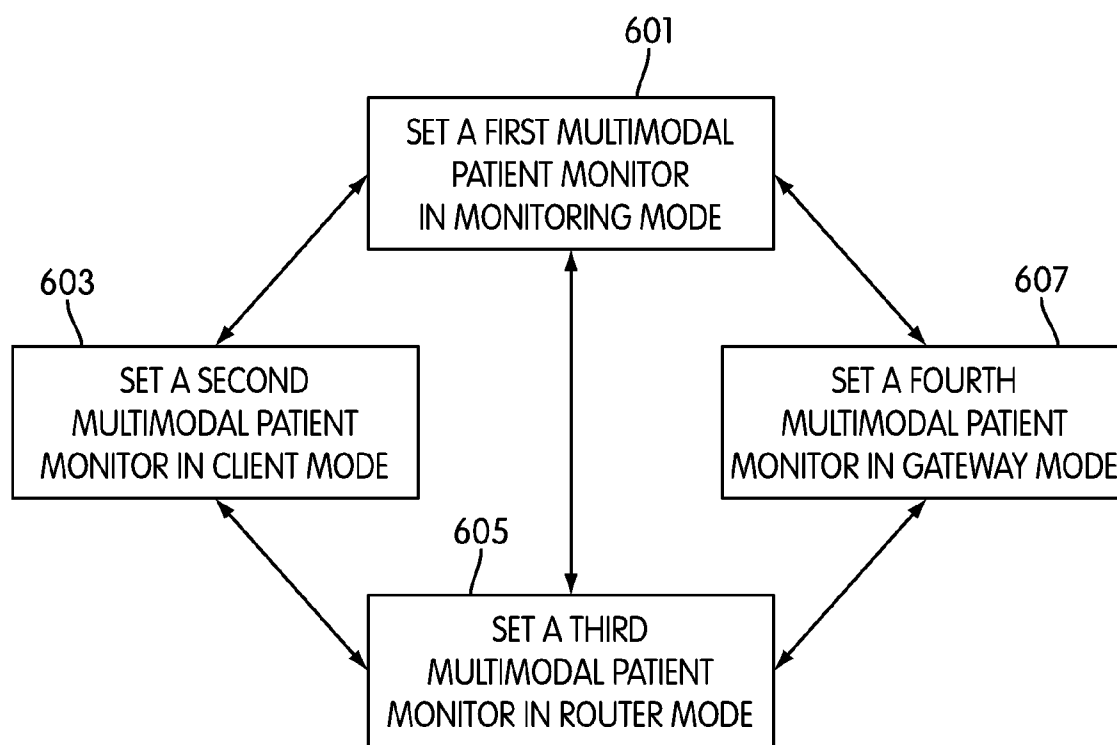 601
SET A FIRST MULTIMODAL
PATIENT MONITOR
IN MONITORING MODE
603
SET A SECOND
MULTIMODAL PATIENT
MONITOR IN CLIENT MODE
607
SET A FOURTH
MULTIMODAL PATIENT
MONITOR IN GATEWAY MODE
605
SET A THIRD
MULTIMODAL PATIENT
MONITOR IN ROUTER MODE